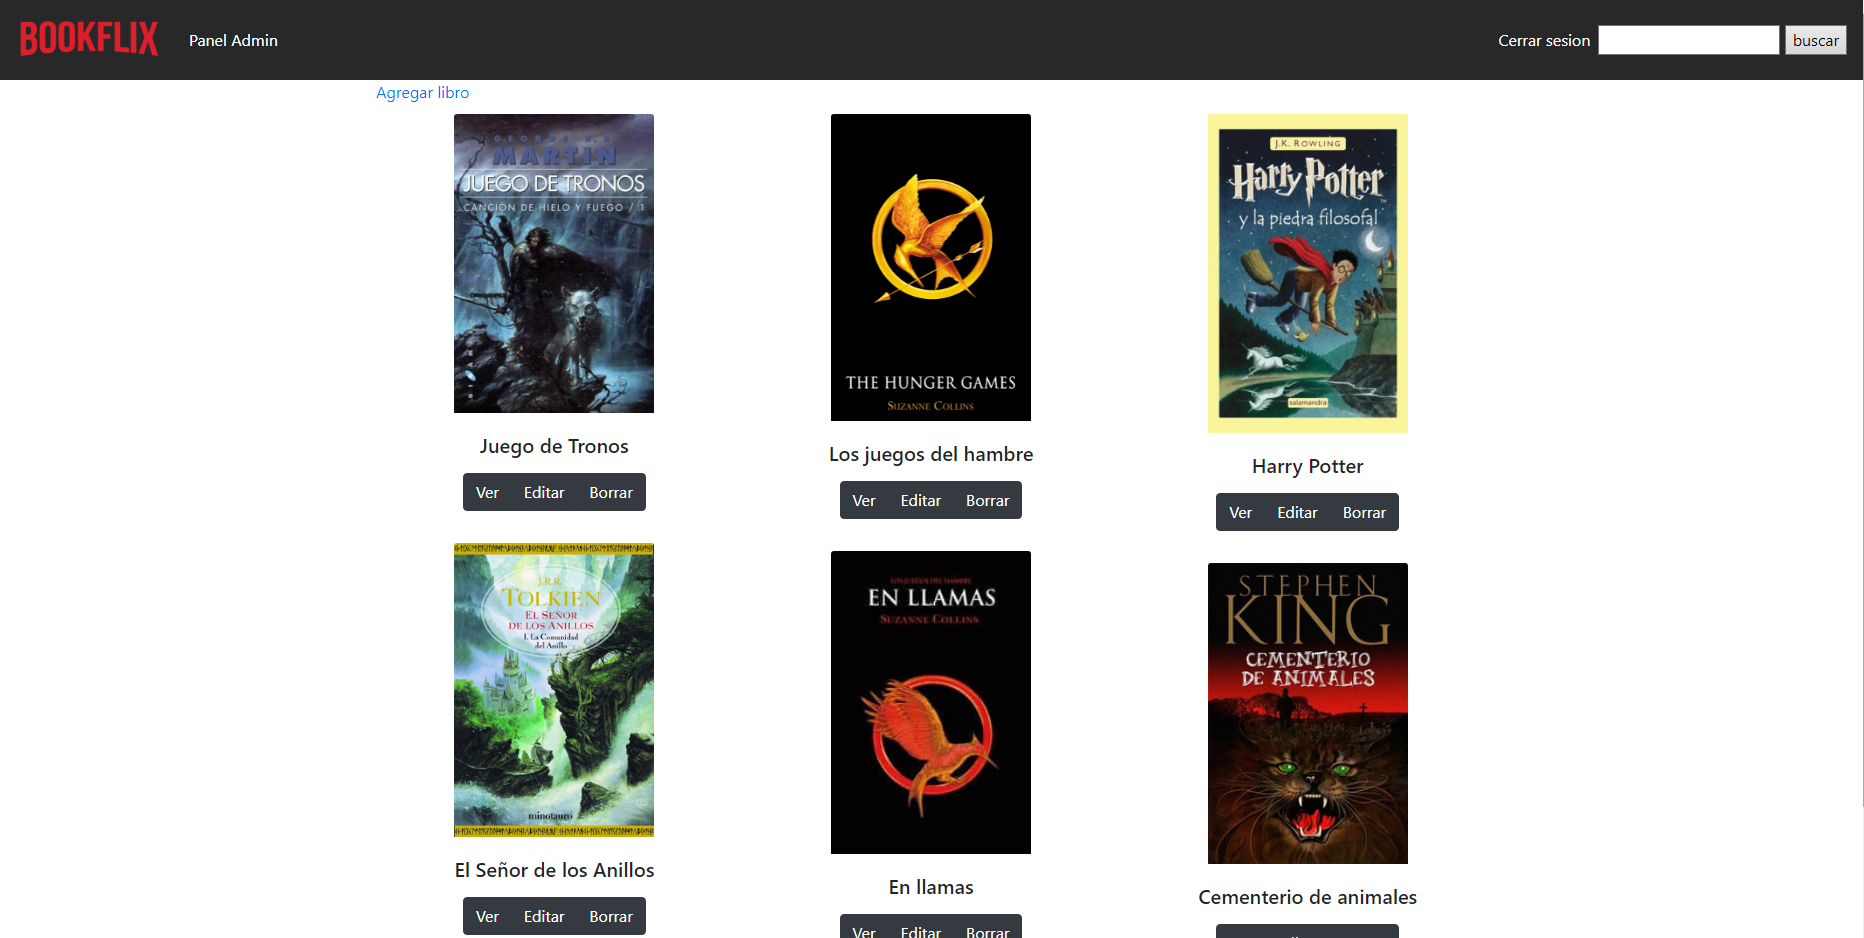 BOOKFLIX
Panel Admin
Cerrar sesion
buscar
Agregar libro
GEORGE R. R.
MARTIN
JUEGO DE TRONOS
CANCIÓN DE HIELO Y FUEGO / 1
Juego de Tronos
Ver Editar Borrar
THE HUNGER GAMES
SUZANNE COLLINS
Los juegos del hambre
Ver Editar Borrar
J.K. ROWLING
Harry Potter
y la piedra filosofal
salamandra
Harry Potter
Ver Editar Borrar
J.R.R.
TOLKIEN
EL SEÑOR
DE LOS ANILLOS
I. La Comunidad
del Anillo
minotauro
El Señor de los Anillos
Ver Editar Borrar
LOS JUEGOS DEL HAMBRE
EN LLAMAS
SUZANNE COLLINS
En llamas
Ver Editar Borrar
STEPHEN
KING
CEMENTERIO
DE ANIMALES
Cementerio de animales